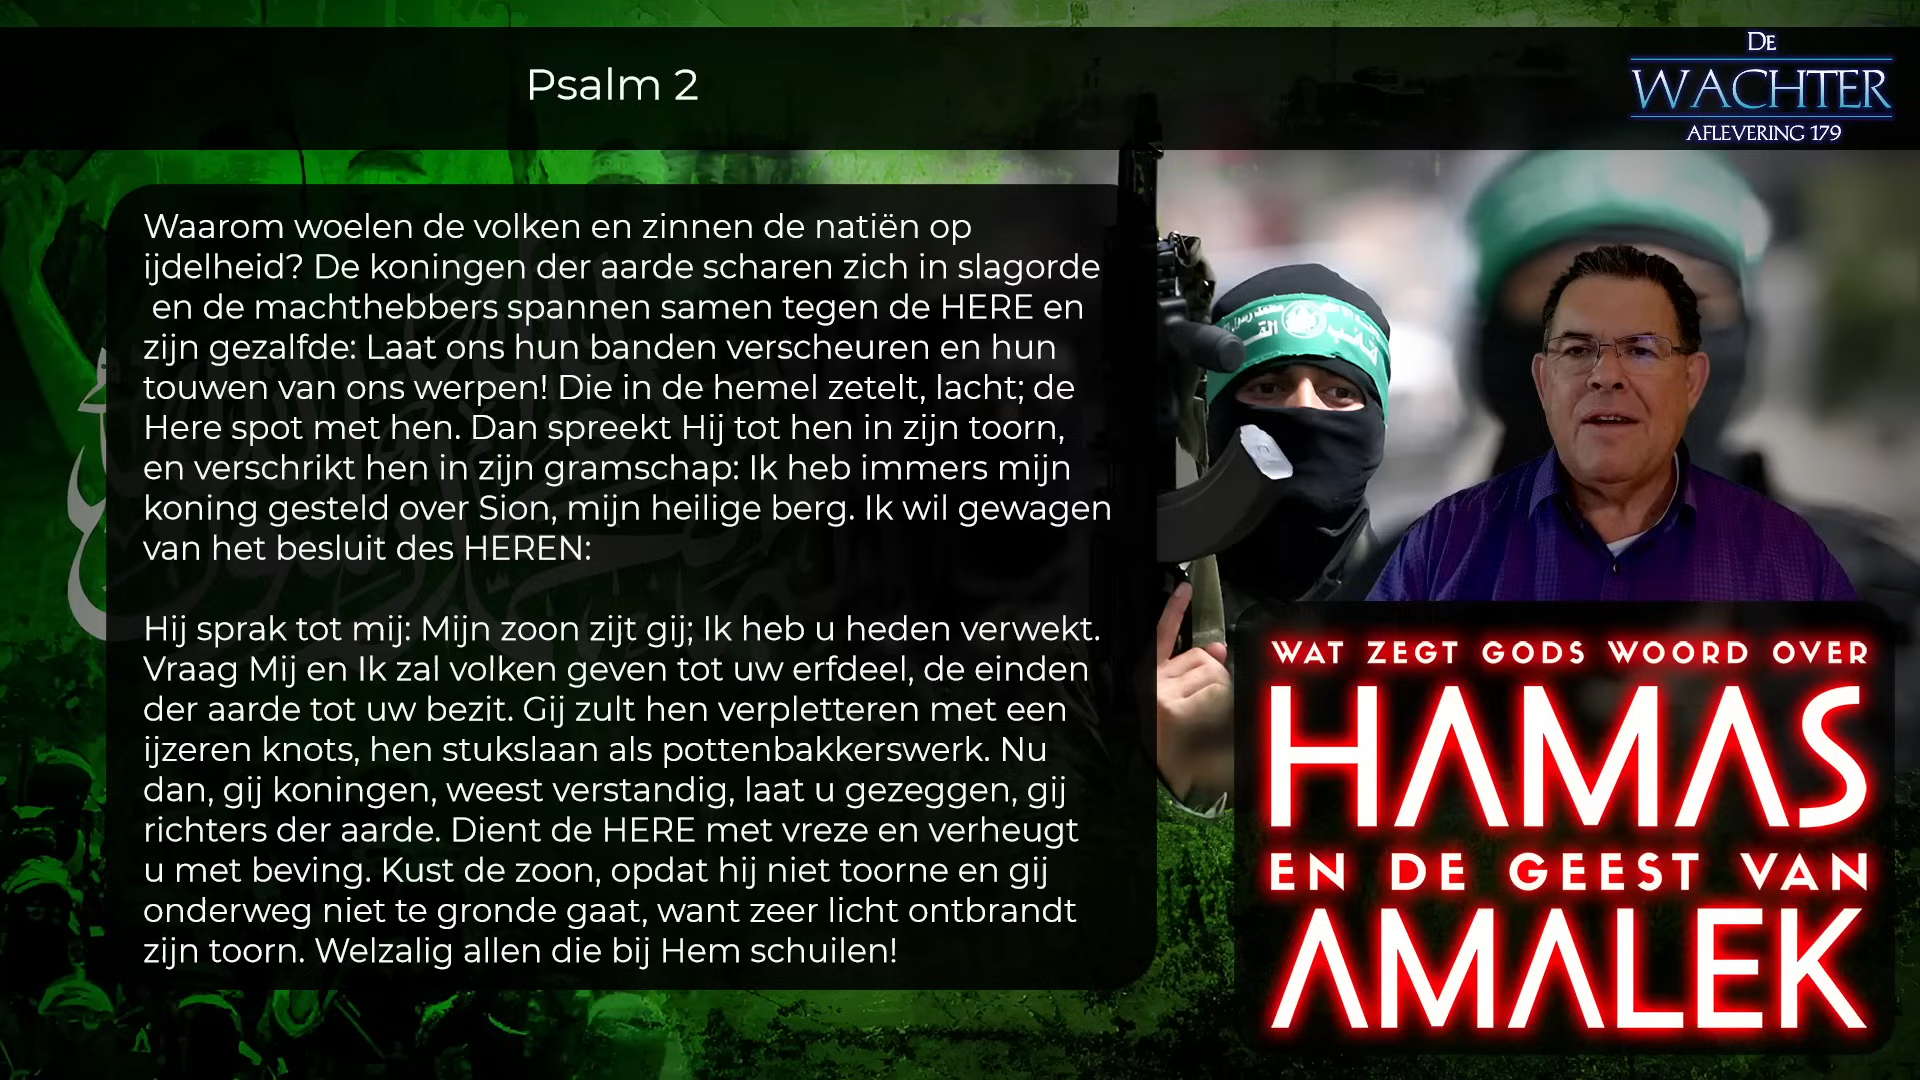 Psalm 2
DE
WACHTER
AFLEVERING 179
Waarom woelen de volken en zinnen de natiën op
ijdelheid? De koningen der aarde scharen zich in slagorde
en de machthebbers spannen samen tegen de HERE en
zijn gezalfde: Laat ons hun banden verscheuren en hun
touwen van ons werpen! Die in de hemel zetelt, lacht; de
Here spot met hen. Dan spreekt Hij tot hen in zijn toorn,
en verschrikt hen in zijn gramschap: Ik heb immers mijn
koning gesteld over Sion, mijn heilige berg. Ik wil gewagen
van het besluit des HEREN:
Hij sprak tot mij: Mijn zoon zijt gij; Ik heb u heden verwekt.
Vraag Mij en Ik zal volken geven tot uw erfdeel, de einden
der aarde tot uw bezit. Gij zult hen verpletteren met een
ijzeren knots, hen stukslaan als pottenbakkerswerk. Nu
dan, gij koningen, weest verstandig, laat u gezeggen, gij
richters der aarde. Dient de HERE met vreze en verheugt
u met beving. Kust de zoon, opdat hij niet toorne en gij
onderweg niet te gronde gaat, want zeer licht ontbrandt
zijn toorn. Welzalig allen die bij Hem schuilen!
WAT ZEGT GODS WOORD OVER
HAMAS
EN DE GEEST VAN
AMALEK